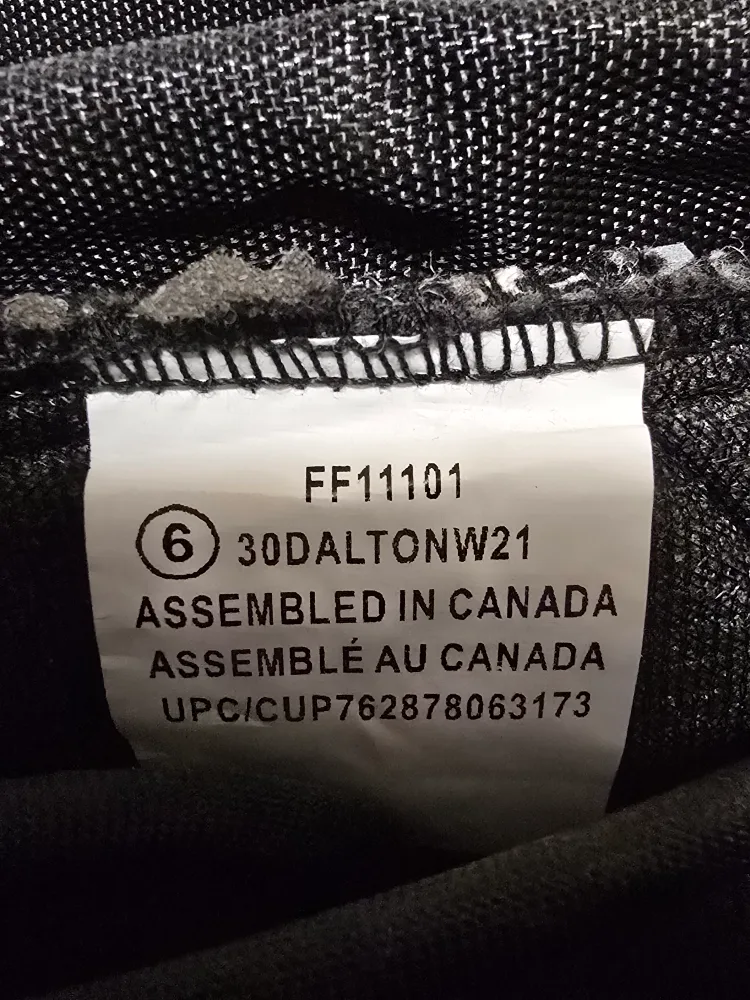 FF11101
6 30DALTONW21
ASSEMBLED IN CANADA
ASSEMBLÉ AU CANADA
UPC/CUP762878063173